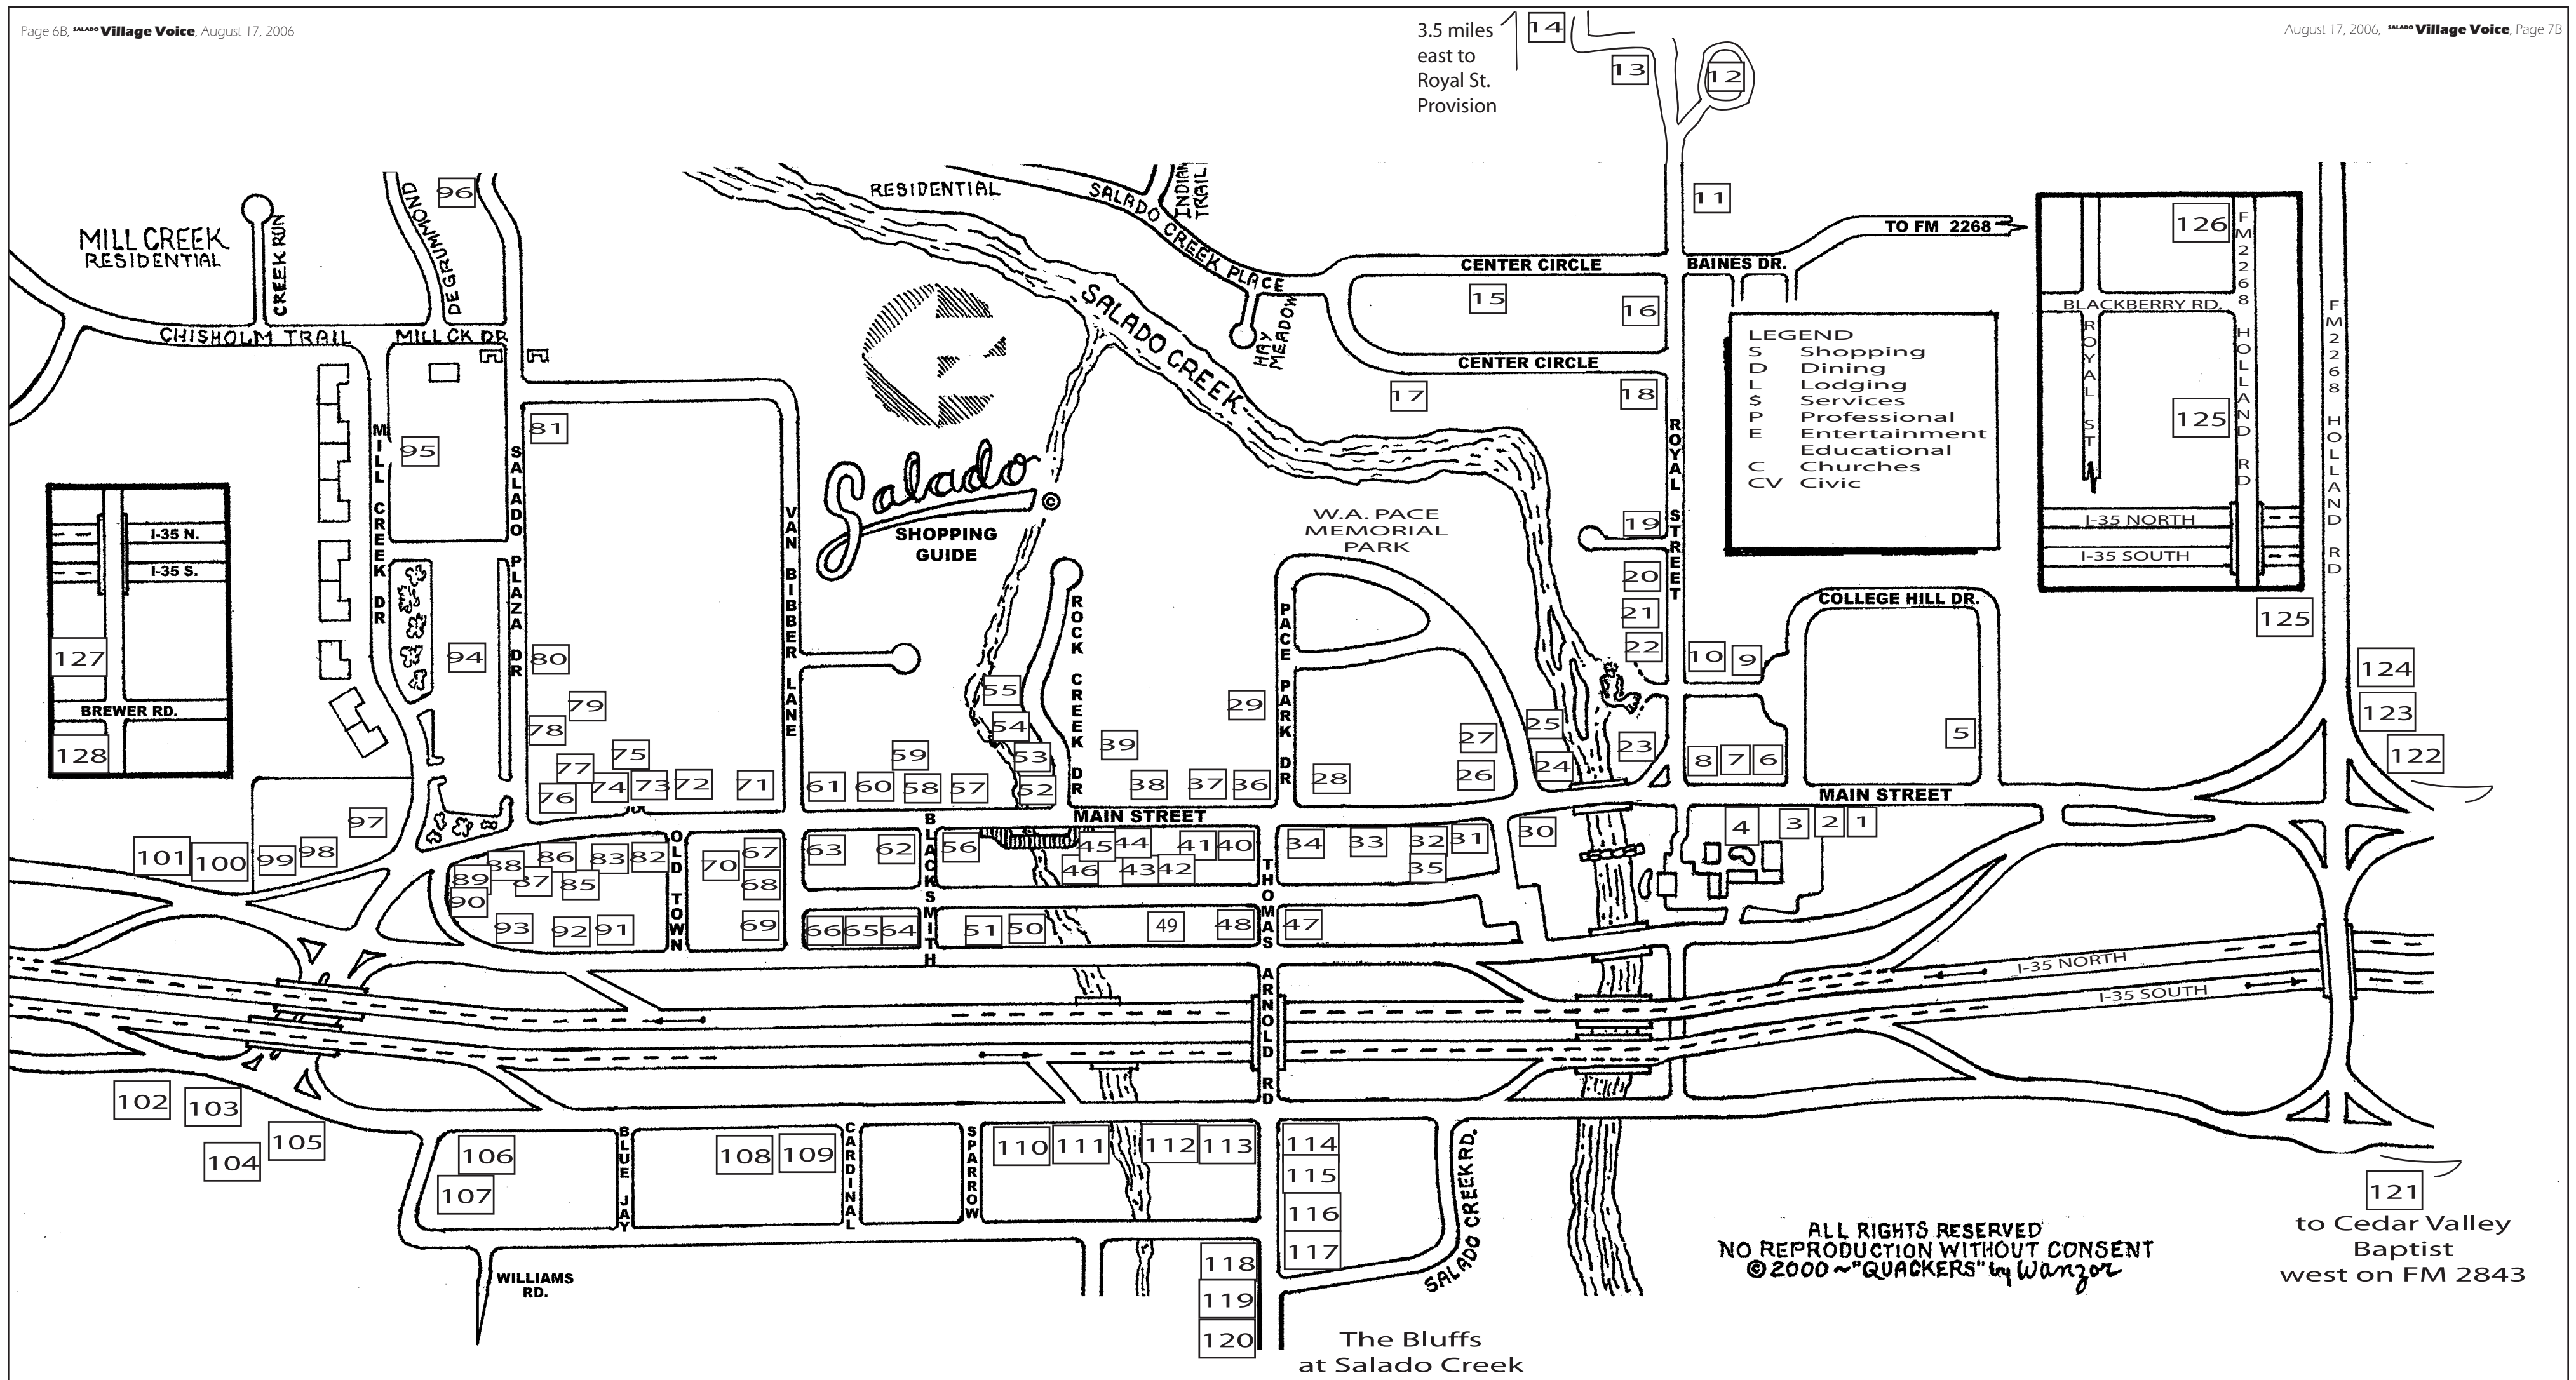 Page 6B, SALADO Village Voice, August 17, 2006
August 17, 2006, SALADO Village Voice, Page 7B
3.5 miles
east to
Royal St.
Provision
14
13
12
11
MILL CREEK
RESIDENTIAL
CREEK RUN
DEGRUMMOND
96
RESIDENTIAL
SALADO CREEK PLACE
INDIAN
TRAIL
HAY
MEADOW
CENTER CIRCLE
BAINES DR.
TO FM 2268
15
16
CENTER CIRCLE
17
18
126
FM2268 HOLLAND RD
BLACKBERRY RD.
ROYAL ST
125
I-35 NORTH
I-35 SOUTH
FM2268 HOLLAND RD
CHISHOLM TRAIL
MILL CK DR
SALADO CREEK
LEGEND
S Shopping
D Dining
L Lodging
$ Services
P Professional
E Entertainment
Educational
C Churches
CV Civic
MILL CREEK DR
95
SALADO PLAZA DR
81
VAN BIBBER LANE
Salado ©
SHOPPING
GUIDE
W.A. PACE
MEMORIAL
PARK
ROYAL STREET
19
20
21
22
10
9
COLLEGE HILL DR.
125
124
123
122
I-35 N.
I-35 S.
127
BREWER RD.
128
94
80
79
78
77
75
76
74
73
72
71
61
60
59
58
57
55
54
53
52
ROCK CREEK DR
39
38
37
36
29
PACE PARK DR
28
27
26
25
24
23
8
7
6
5
MAIN STREET
MAIN STREET
97
101
100
99
98
88
86
83
82
89
87
85
90
93
92
91
OLD TOWN
70
67
68
69
63
62
66
65
64
BLACKSMITH
56
45
44
41
40
46
43
42
51
50
49
48
THOMAS ARNOLD RD
34
33
32
31
35
47
30
4
3
2
1
I-35 NORTH
I-35 SOUTH
102
103
104
105
106
107
BLUE JAY
108
109
CARDINAL
SPARROW
110
111
112
113
114
115
116
117
SALADO CREEK RD.
118
119
120
WILLIAMS
RD.
The Bluffs
at Salado Creek
ALL RIGHTS RESERVED
NO REPRODUCTION WITHOUT CONSENT
© 2000 ~ "QUACKERS" by Wanzor
121
to Cedar Valley
Baptist
west on FM 2843